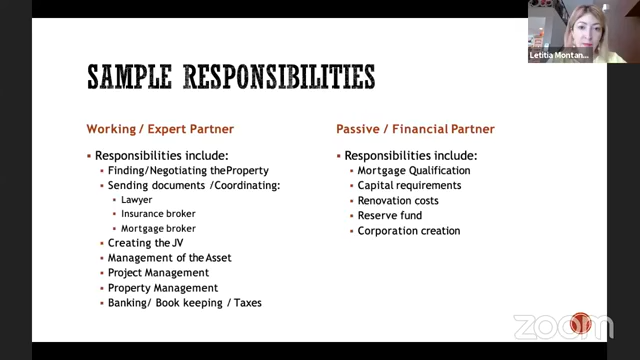 Letitia Montan...
SAMPLE RESPONSIBILITIES
Working / Expert Partner
Responsibilities include:
Finding/Negotiating theProperty
Sending documents /Coordinating:
Lawyer
Insurance broker
Mortgage broker
Creating the JV
Management of the Asset
Project Management
Property Management
Banking/ Book keeping / Taxes
Passive / Financial Partner
Responsibilities include:
Mortgage Qualification
Capital requirements
Renovation costs
Reserve fund
Corporation creation
zoom